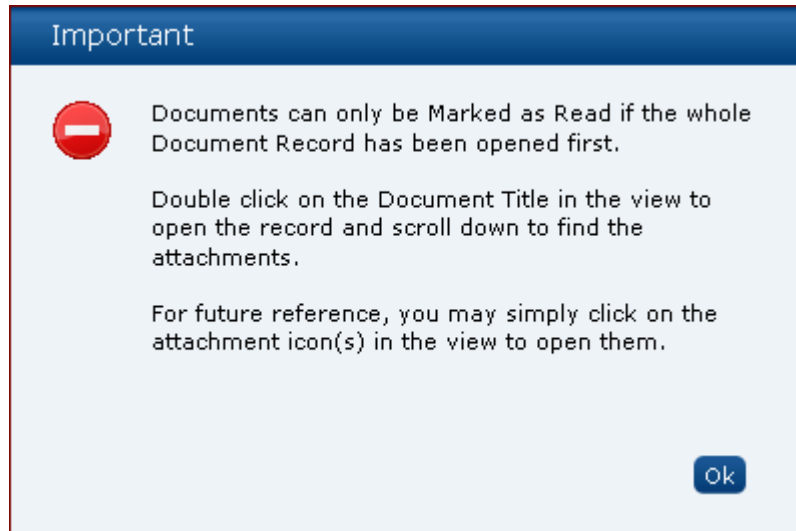 Important
Documents can only be Marked as Read if the whole
Document Record has been opened first.
Double click on the Document Title in the view to
open the record and scroll down to find the
attachments.
For future reference, you may simply click on the
attachment icon(s) in the view to open them.
Ok